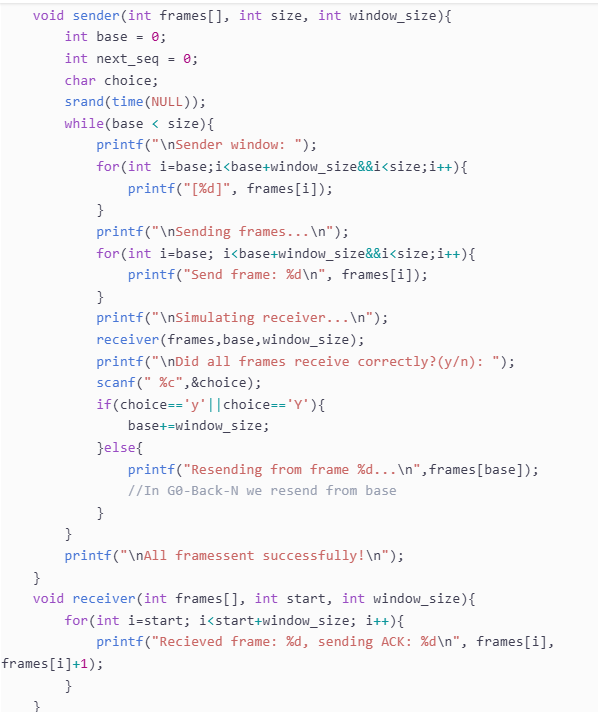 void sender(int frames[], int size, int window_size){
    int base = 0;
    int next_seq = 0;
    char choice;
    srand(time(NULL));
    while(base < size){
        printf("\nSender window: ");
        for(int i=base;i<base+window_size&&i<size;i++){
            printf("[%d]", frames[i]);
        }
        printf("\nSending frames...\n");
        for(int i=base; i<base+window_size&&i<size;i++){
            printf("Send frame: %d\n", frames[i]);
        }
        printf("\nSimulating receiver...\n");
        receiver(frames,base,window_size);
        printf("\nDid all frames receive correctly?(y/n): ");
        scanf(" %c",&choice);
        if(choice=='y'||choice=='Y'){
            base+=window_size;
        }else{
            printf("Resending from frame %d...\n",frames[base]);
            //In G0-Back-N we resend from base
        }
    }
    printf("\nAll framessent successfully!\n");
}
void receiver(int frames[], int start, int window_size){
    for(int i=start; i<start+window_size; i++){
        printf("Recieved frame: %d, sending ACK: %d\n", frames[i],
frames[i]+1);
    }
}